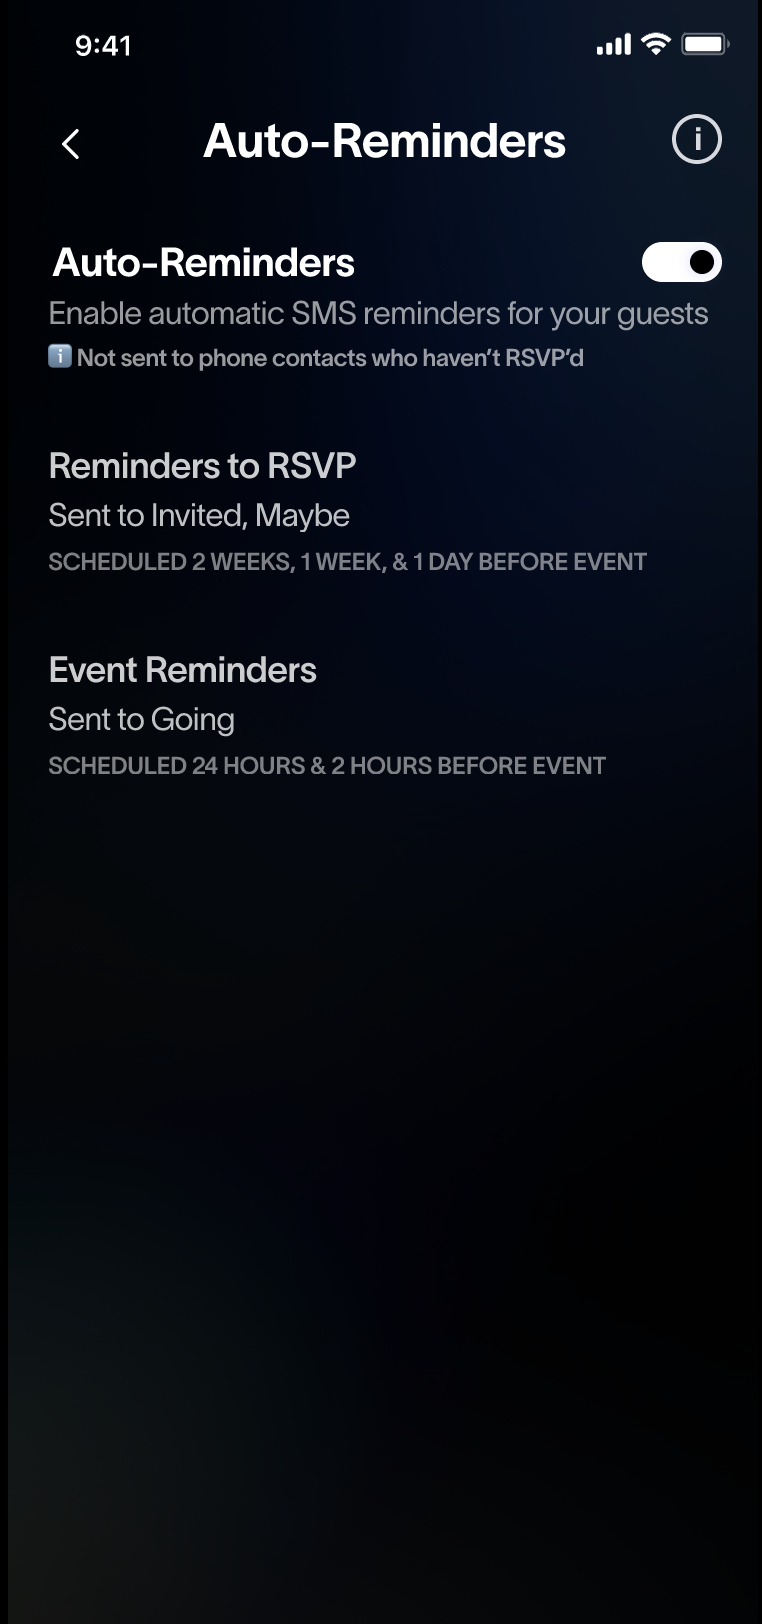 9:41
Auto-Reminders
Auto-Reminders
Enable automatic SMS reminders for your guests
ℹ️ Not sent to phone contacts who haven’t RSVP’d
Reminders to RSVP
Sent to Invited, Maybe
SCHEDULED 2 WEEKS, 1 WEEK, & 1 DAY BEFORE EVENT
Event Reminders
Sent to Going
SCHEDULED 24 HOURS & 2 HOURS BEFORE EVENT